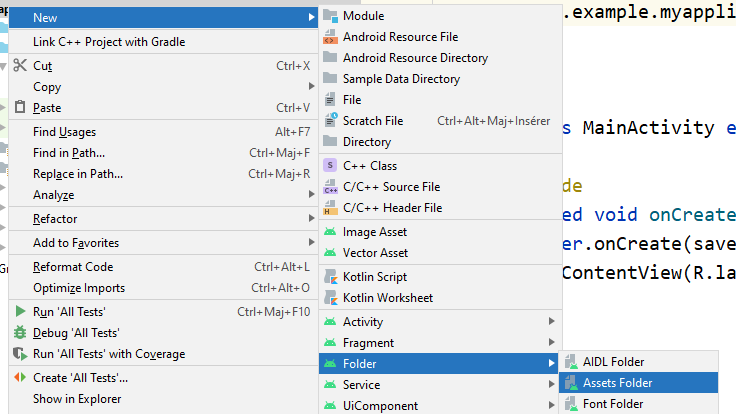 New
Link C++ Project with Gradle
Cut Ctrl+X
Copy
Paste Ctrl+V
Find Usages Alt+F7
Find in Path... Ctrl+Maj+F
Replace in Path... Ctrl+Maj+R
Analyze
Refactor
Add to Favorites
Reformat Code Ctrl+Alt+L
Optimize Imports Ctrl+Alt+O
Run 'All Tests' Ctrl+Maj+F10
Debug 'All Tests'
Run 'All Tests' with Coverage
Create 'All Tests'...
Show in Explorer
Module
Android Resource File
Android Resource Directory
Sample Data Directory
File
Scratch File Ctrl+Alt+Maj+Insérer
Directory
S C++ Class
C++ C/C++ Source File
H C/C++ Header File
Image Asset
Vector Asset
Kotlin Script
Kotlin Worksheet
Activity
Fragment
Folder
Service
UiComponent
AIDL Folder
Assets Folder
Font Folder
.example.myappli
s MainActivity e
de
ed void onCreate
er.onCreate(save
ContentView(R.la